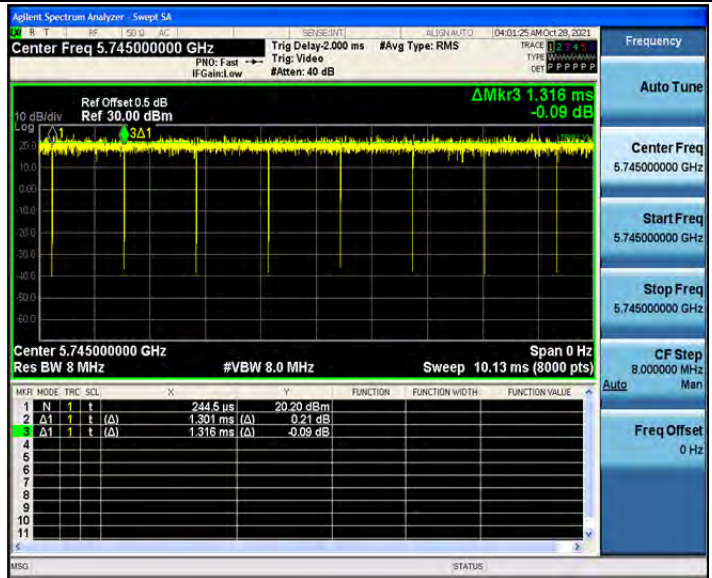 Agilent Spectrum Analyzer - Swept SA
R T RF 50 Ω AC SENSE:INT ALIGN AUTO 04:01:25 AM Oct 28, 2021
Center Freq 5.745000000 GHz
PNO: Fast
IFGain:Low
Trig Delay-2.000 ms
Trig: Video
#Atten: 40 dB
#Avg Type: RMS
TRACE 1 2 3 4 5 6
TYPE
DET P P P P P P
ΔMkr3 1.316 ms
-0.09 dB
Ref Offset 0.5 dB
10 dB/div Ref 30.00 dBm
Log
1
3Δ1
20.0
10.0
0.00
-10.0
-20.0
-30.0
-40.0
-50.0
-60.0
Center 5.745000000 GHz Span 0 Hz
Res BW 8 MHz #VBW 8.0 MHz Sweep 10.13 ms (8000 pts)
MKR MODE TRC SCL X Y FUNCTION FUNCTION WIDTH FUNCTION VALUE
1 N 1 t 244.5 µs 20.20 dBm
2 Δ1 1 t (Δ) 1.301 ms (Δ) 0.21 dB
3 Δ1 1 t (Δ) 1.316 ms (Δ) -0.09 dB
4
5
6
7
8
9
10
11
MSG STATUS
Frequency
Auto Tune
Center Freq
5.745000000 GHz
Start Freq
5.745000000 GHz
Stop Freq
5.745000000 GHz
CF Step
8.000000 MHz
Auto Man
Freq Offset
0 Hz